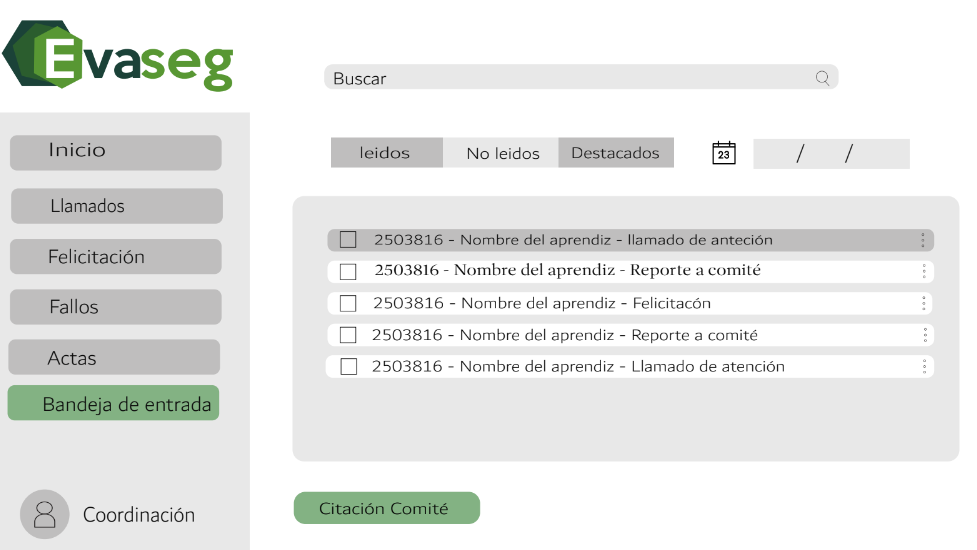 Evaseg
Buscar
Inicio
Llamados
Felicitación
Fallos
Actas
Bandeja de entrada
Coordinación
leidos No leidos Destacados 23 / /
2503816 - Nombre del aprendiz - llamado de anteción
2503816 - Nombre del aprendiz - Reporte a comité
2503816 - Nombre del aprendiz - Felicitacón
2503816 - Nombre del aprendiz - Reporte a comité
2503816 - Nombre del aprendiz - Llamado de atención
Citación Comité